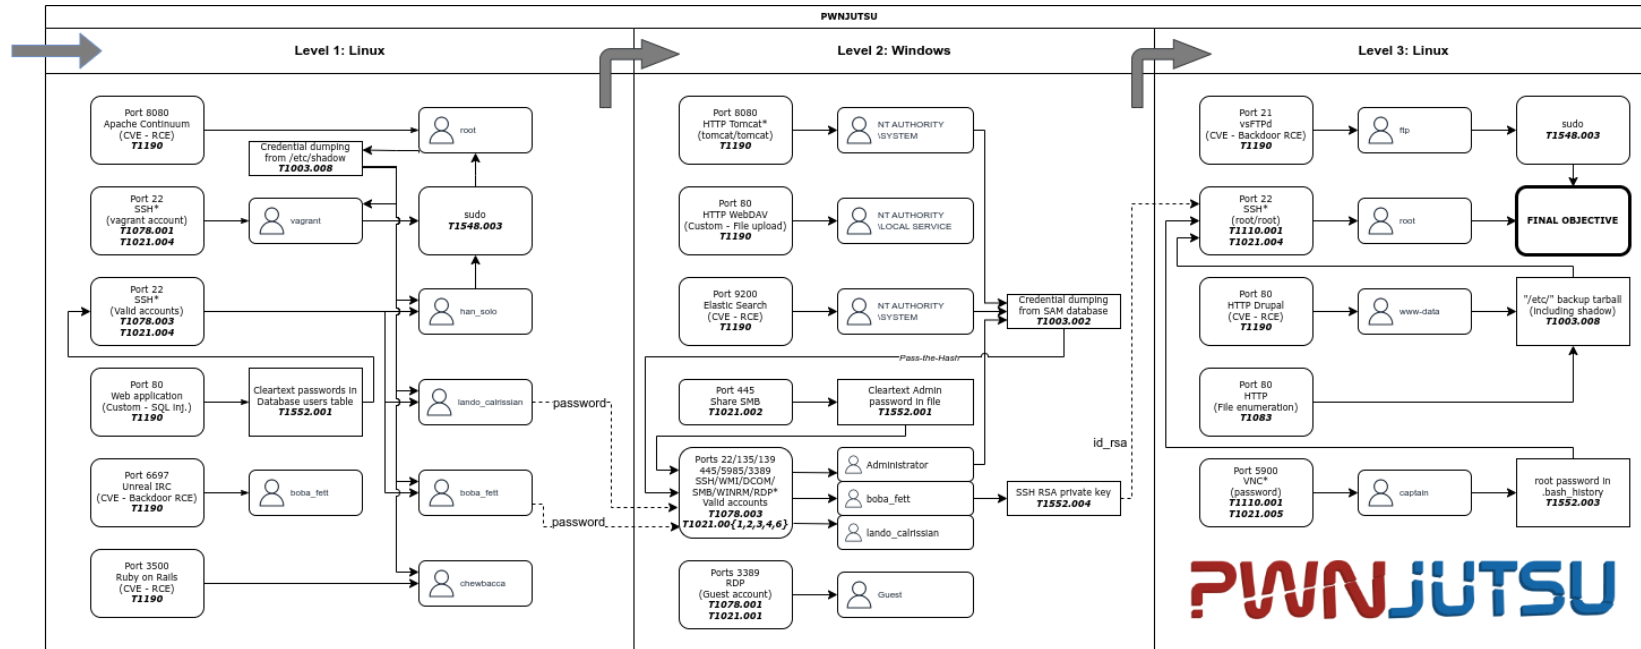 PWNJUTSU
Level 1: Linux
Level 2: Windows
Level 3: Linux
Port 8080
Apache Continuum
(CVE - RCE)
T1190
root
Credential dumping
from /etc/shadow
T1003.008
Port 22
SSH*
(vagrant account)
T1078.001
T1021.004
vagrant
sudo
T1548.003
Port 22
SSH*
(Valid accounts)
T1078.003
T1021.004
han_solo
Port 80
Web application
(Custom - SQL Inj.)
T1190
Cleartext passwords in
Database users table
T1552.001
lando_calrissian
password
Port 6697
Unreal IRC
(CVE - Backdoor RCE)
T1190
boba_fett
boba_fett
password
Port 3500
Ruby on Rails
(CVE - RCE)
T1190
chewbacca
Port 8080
HTTP Tomcat*
(tomcat/tomcat)
T1190
NT AUTHORITY
\SYSTEM
Port 80
HTTP WebDAV
(Custom - File upload)
T1190
NT AUTHORITY
\LOCAL SERVICE
Port 9200
Elastic Search
(CVE - RCE)
T1190
NT AUTHORITY
\SYSTEM
Credential dumping
from SAM database
T1003.002
Pass-the-Hash
Port 445
Share SMB
T1021.002
Cleartext Admin
password in file
T1552.001
Ports 22/135/139
445/5985/3389
SSH/WMI/DCOM/
SMB/WINRM/RDP*
Valid accounts
T1078.003
T1021.00{1,2,3,4,6}
Administrator
boba_fett
lando_calrissian
SSH RSA private key
T1552.004
id_rsa
Ports 3389
RDP
(Guest account)
T1078.001
T1021.001
Guest
Port 21
vsFTPd
(CVE - Backdoor RCE)
T1190
ftp
sudo
T1548.003
Port 22
SSH*
(root/root)
T1110.001
T1021.004
root
FINAL OBJECTIVE
Port 80
HTTP Drupal
(CVE - RCE)
T1190
www-data
"/etc/" backup tarball
(including shadow)
T1003.008
Port 80
HTTP
(File enumeration)
T1083
Port 5900
VNC*
(password)
T1110.001
T1021.005
captain
root password in
.bash_history
T1552.003
PWNJUTSU